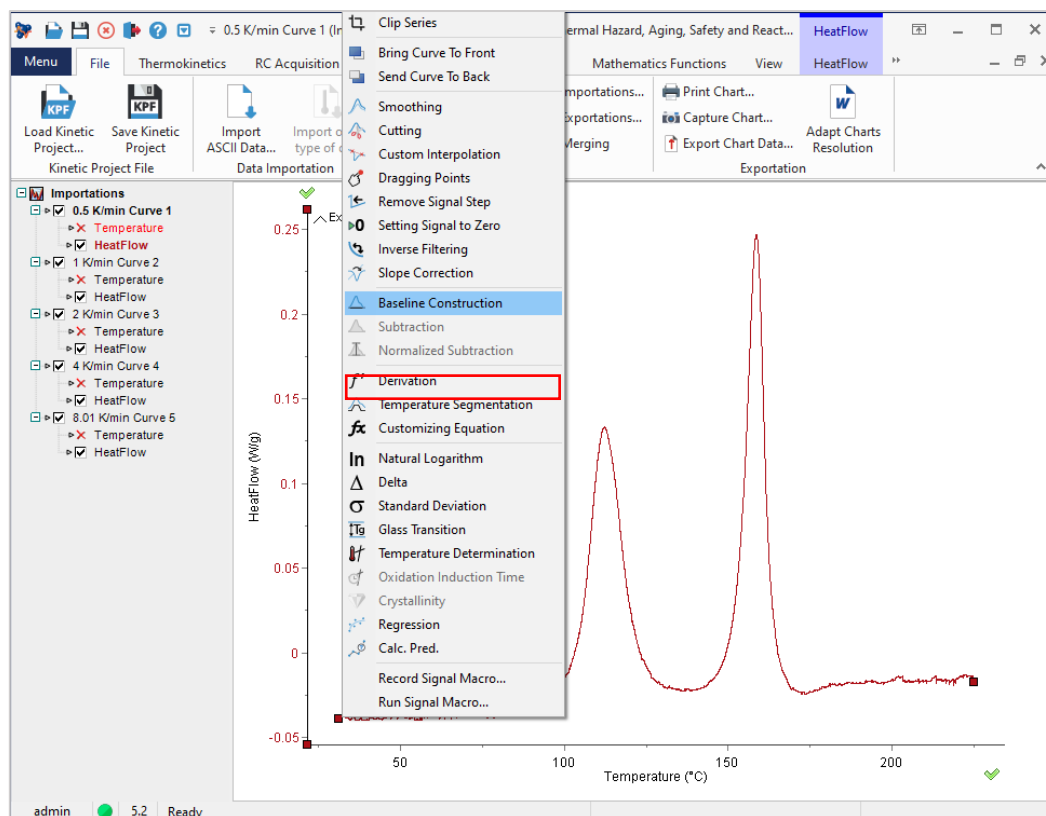 0.5 K/min Curve 1 (In
ermal Hazard, Aging, Safety and React...
HeatFlow
Menu
File
Thermokinetics
RC Acquisition
Mathematics Functions
View
HeatFlow
KPF
KPF
Load Kinetic
Project...
Save Kinetic
Project
Import
ASCII Data...
Import o
type of d
mportations...
xportations...
Merging
Print Chart...
Capture Chart...
Export Chart Data...
W
Adapt Charts
Resolution
Kinetic Project File
Data Importation
Exportation
Importations
0.5 K/min Curve 1
Temperature
HeatFlow
1 K/min Curve 2
Temperature
HeatFlow
2 K/min Curve 3
Temperature
HeatFlow
4 K/min Curve 4
Temperature
HeatFlow
8.01 K/min Curve 5
Temperature
HeatFlow
Clip Series
Bring Curve To Front
Send Curve To Back
Smoothing
Cutting
Custom Interpolation
Dragging Points
Remove Signal Step
0 Setting Signal to Zero
Inverse Filtering
Slope Correction
Baseline Construction
Subtraction
Normalized Subtraction
f' Derivation
Temperature Segmentation
fx Customizing Equation
ln Natural Logarithm
Δ Delta
σ Standard Deviation
Tg Glass Transition
Temperature Determination
Oxidation Induction Time
Crystallinity
Regression
Calc. Pred.
Record Signal Macro...
Run Signal Macro...
Ex
HeatFlow (W/g)
0.25
0.2
0.15
0.1
0.05
0
-0.05
50
100
150
200
Temperature (°C)
admin
5.2
Ready